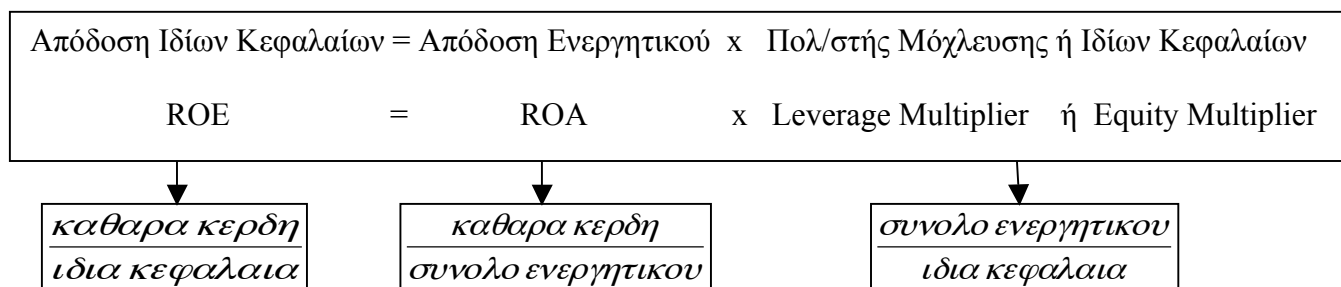 Απόδοση Ιδίων Κεφαλαίων = Απόδοση Ενεργητικού x Πολ/στής Μόχλευσης ή Ιδίων Κεφαλαίων
ROE = ROA x Leverage Multiplier ή Equity Multiplier
καθαρα κερδη
ιδια κεφαλαια
καθαρα κερδη
συνολο ενεργητικου
συνολο ενεργητικου
ιδια κεφαλαια